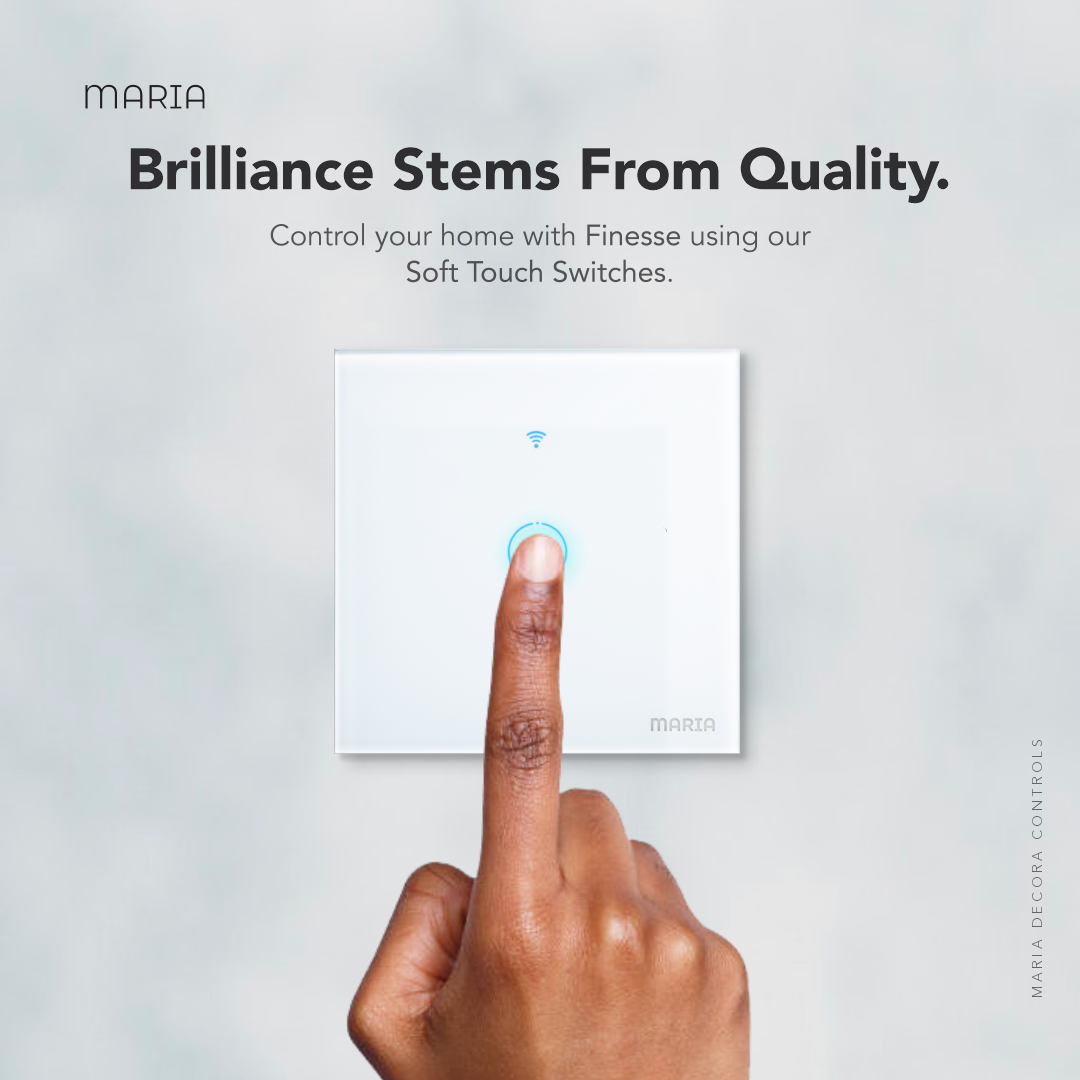 MARIA
Brilliance Stems From Quality.
Control your home with Finesse using our
Soft Touch Switches.
MARIA
MARIA DECORA CONTROLS